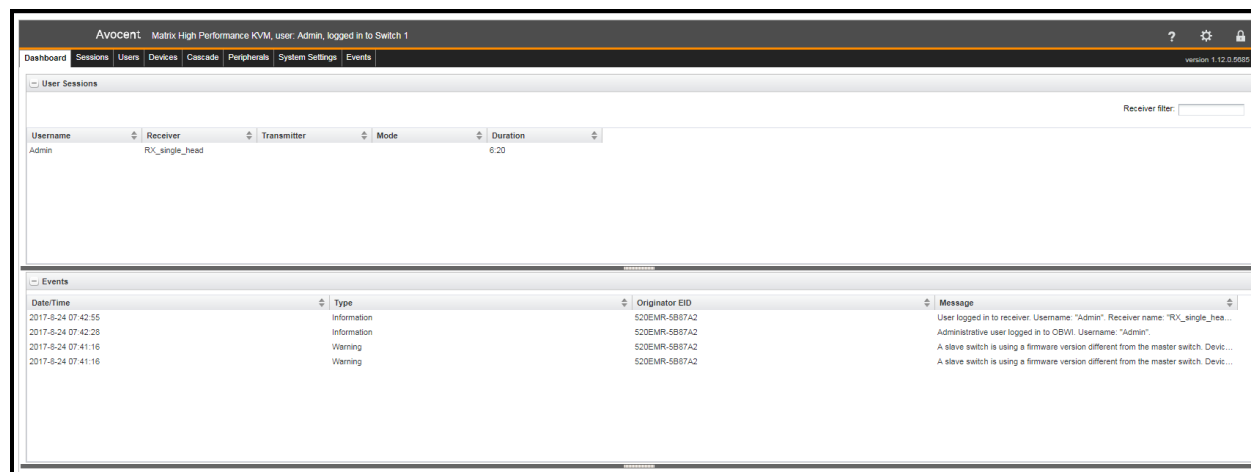 Avocent Matrix High Performance KVM, user: Admin, logged in to Switch 1 ?
Dashboard Sessions Users Devices Cascade Peripherals System Settings Events version 1.12.0.5685
User Sessions
Receiver filter:
Username Receiver Transmitter Mode Duration
Admin RX_single_head 6:20
Events
Date/Time Type Originator EID Message
2017-8-24 07:42:55 Information 520EMR-5B87A2 User logged in to receiver. Username: "Admin". Receiver name: "RX_single_hea...
2017-8-24 07:42:28 Information 520EMR-5B87A2 Administrative user logged in to OBWI. Username: "Admin".
2017-8-24 07:41:16 Warning 520EMR-5B87A2 A slave switch is using a firmware version different from the master switch. Devic...
2017-8-24 07:41:16 Warning 520EMR-5B87A2 A slave switch is using a firmware version different from the master switch. Devic...